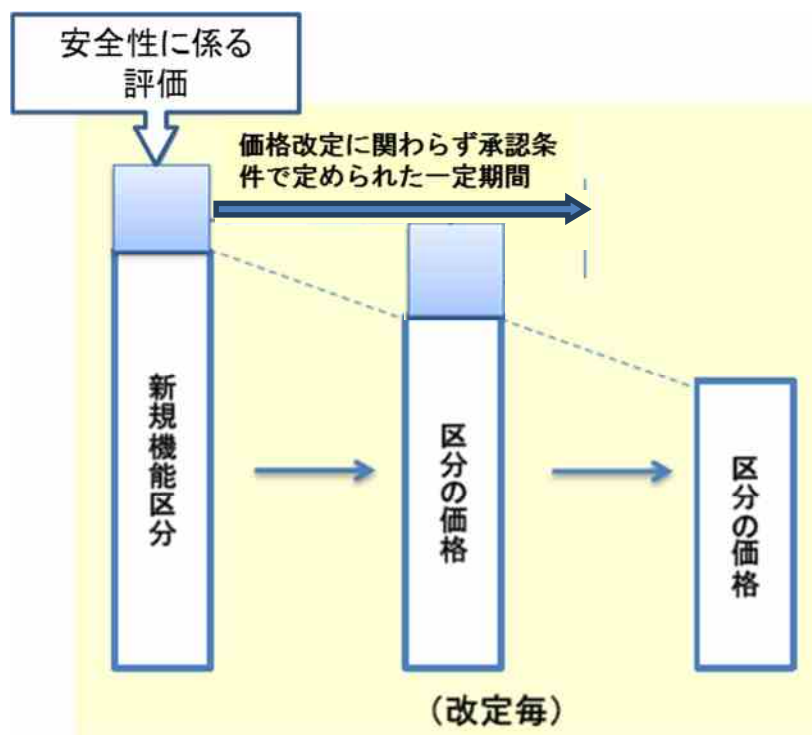 安全性に係る
評価
価格改定に関わらず承認条
件で定められた一定期間
新規機能区分
区分の価格
区分の価格
（改定毎）